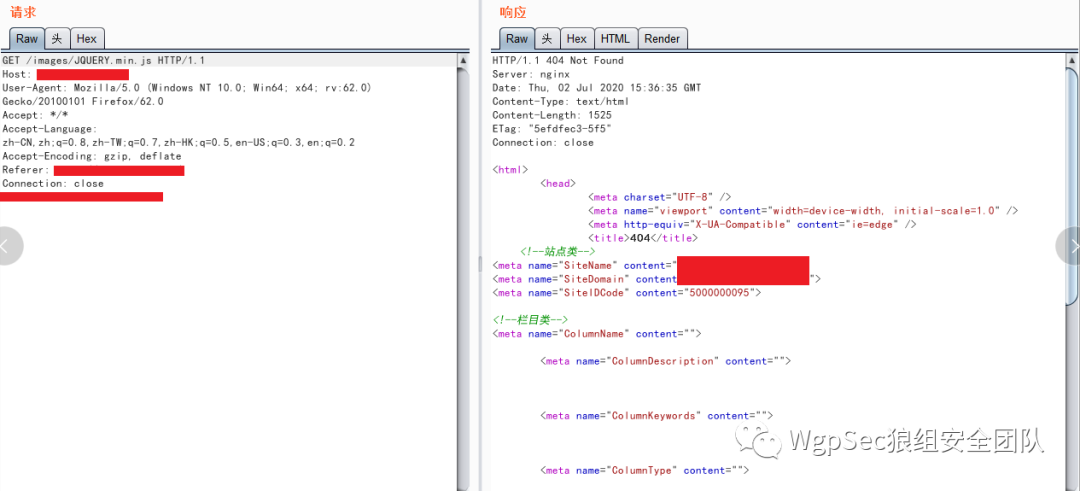 请求
Raw 头 Hex
GET /images/JQUERY.min.js HTTP/1.1
Host:
User-Agent: Mozilla/5.0 (Windows NT 10.0; Win64; x64; rv:62.0)
Gecko/20100101 Firefox/62.0
Accept: */*
Accept-Language:
zh-CN,zh;q=0.8,zh-TW;q=0.7,zh-HK;q=0.5,en-US;q=0.3,en;q=0.2
Accept-Encoding: gzip, deflate
Referer:
Connection: close
响应
Raw 头 Hex HTML Render
HTTP/1.1 404 Not Found
Server: nginx
Date: Thu, 02 Jul 2020 15:36:35 GMT
Content-Type: text/html
Content-Length: 1525
ETag: "5efdfec3-5f5"
Connection: close
<html>
<head>
<meta charset="UTF-8" />
<meta name="viewport" content="width=device-width, initial-scale=1.0" />
<meta http-equiv="X-UA-Compatible" content="ie=edge" />
<title>404</title>
<!--站点类-->
<meta name="SiteName" content="
<meta name="SiteDomain" content ">
<meta name="SiteIDCode" content="5000000095">
<!--栏目类-->
<meta name="ColumnName" content="">
<meta name="ColumnDescription" content="">
<meta name="ColumnKeywords" content="">
<meta name="ColumnType" content="">
WgpSec狼组安全团队